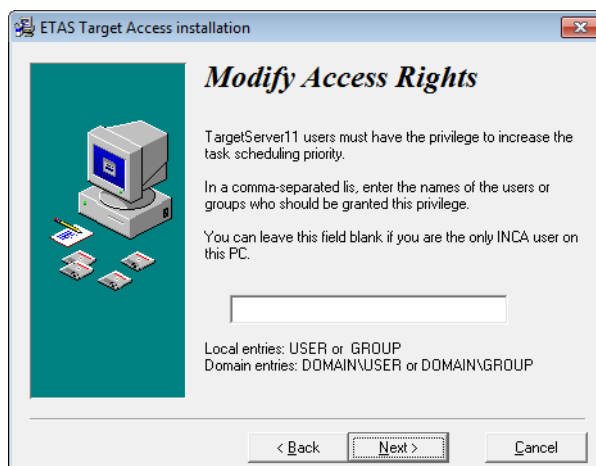 ETAS Target Access installation
Modify Access Rights
TargetServer11 users must have the privilege to increase the
task scheduling priority.
In a comma-separated lis, enter the names of the users or
groups who should be granted this privilege.
You can leave this field blank if you are the only INCA user on
this PC.
Local entries: USER or GROUP
Domain entries: DOMAIN\USER or DOMAIN\GROUP
< Back Next > Cancel